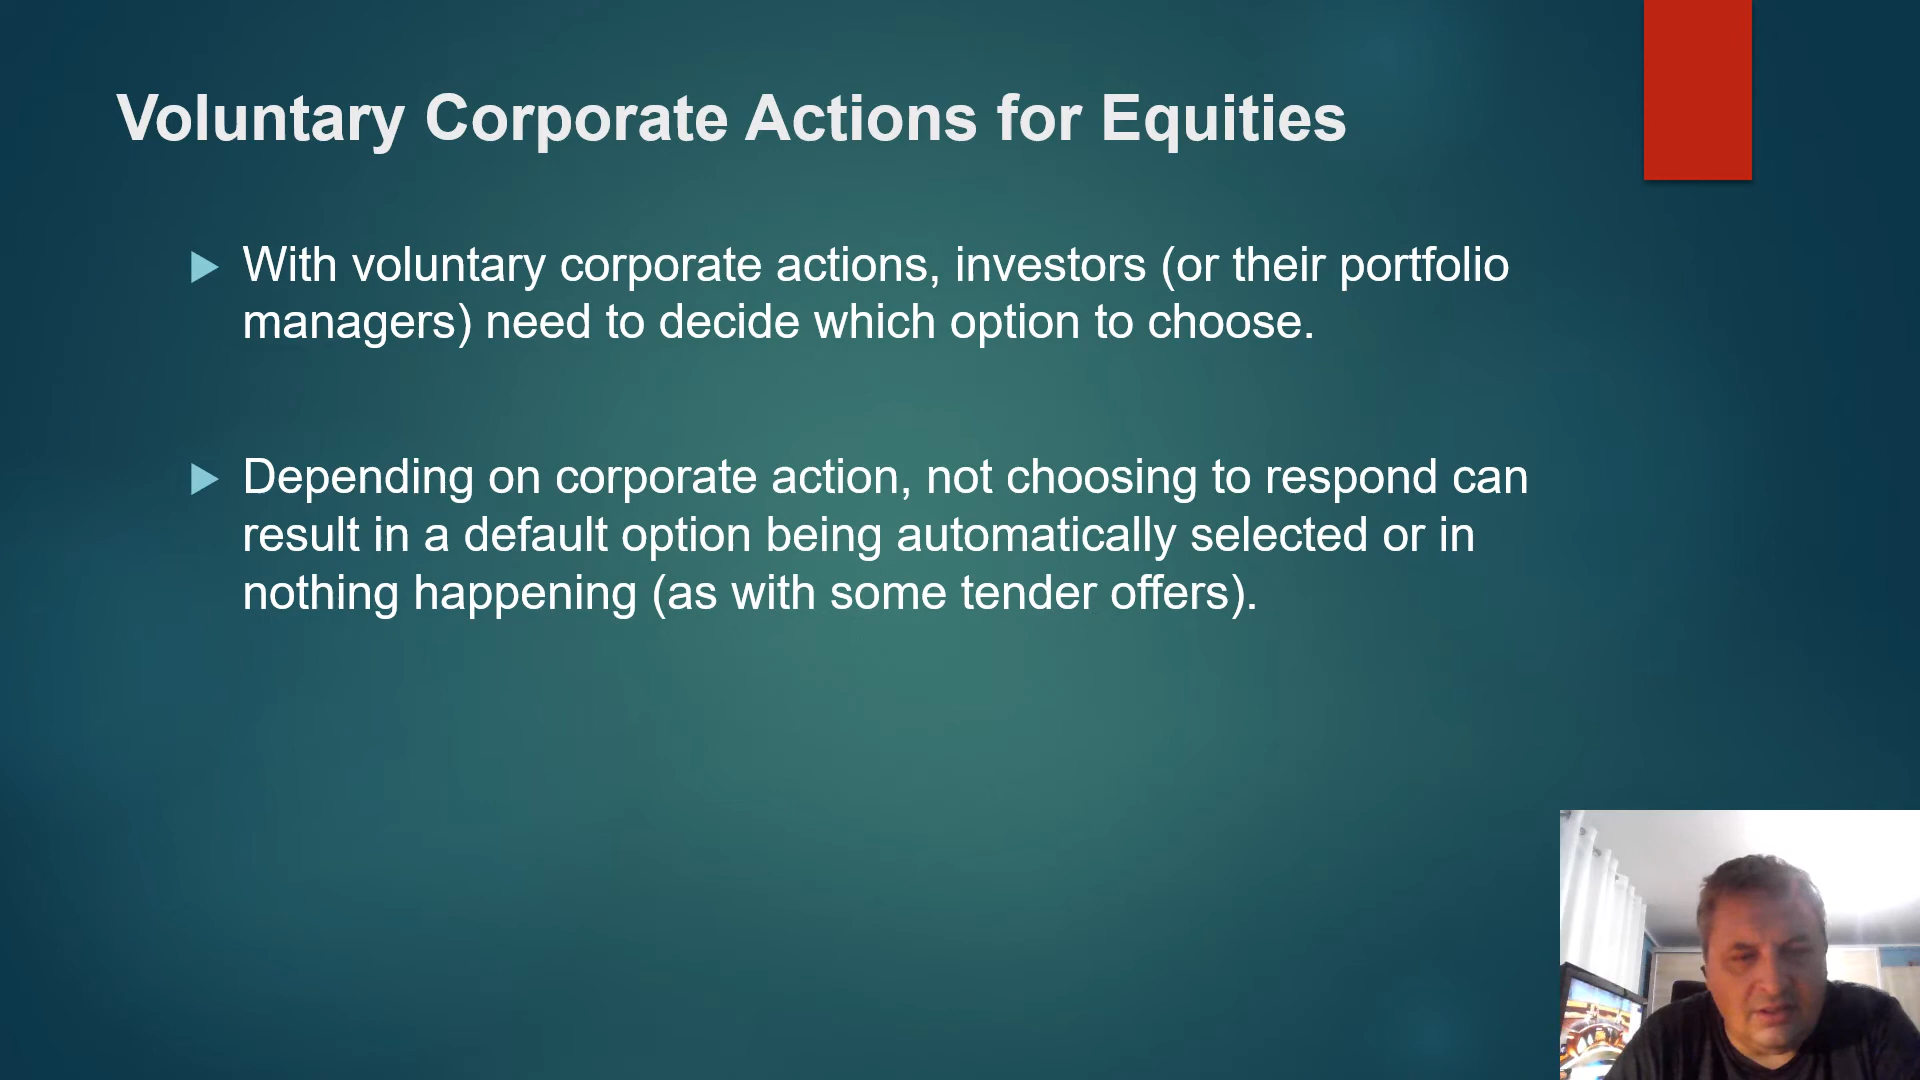 Voluntary Corporate Actions for Equities
With voluntary corporate actions, investors (or their portfolio
managers) need to decide which option to choose.
Depending on corporate action, not choosing to respond can
result in a default option being automatically selected or in
nothing happening (as with some tender offers).